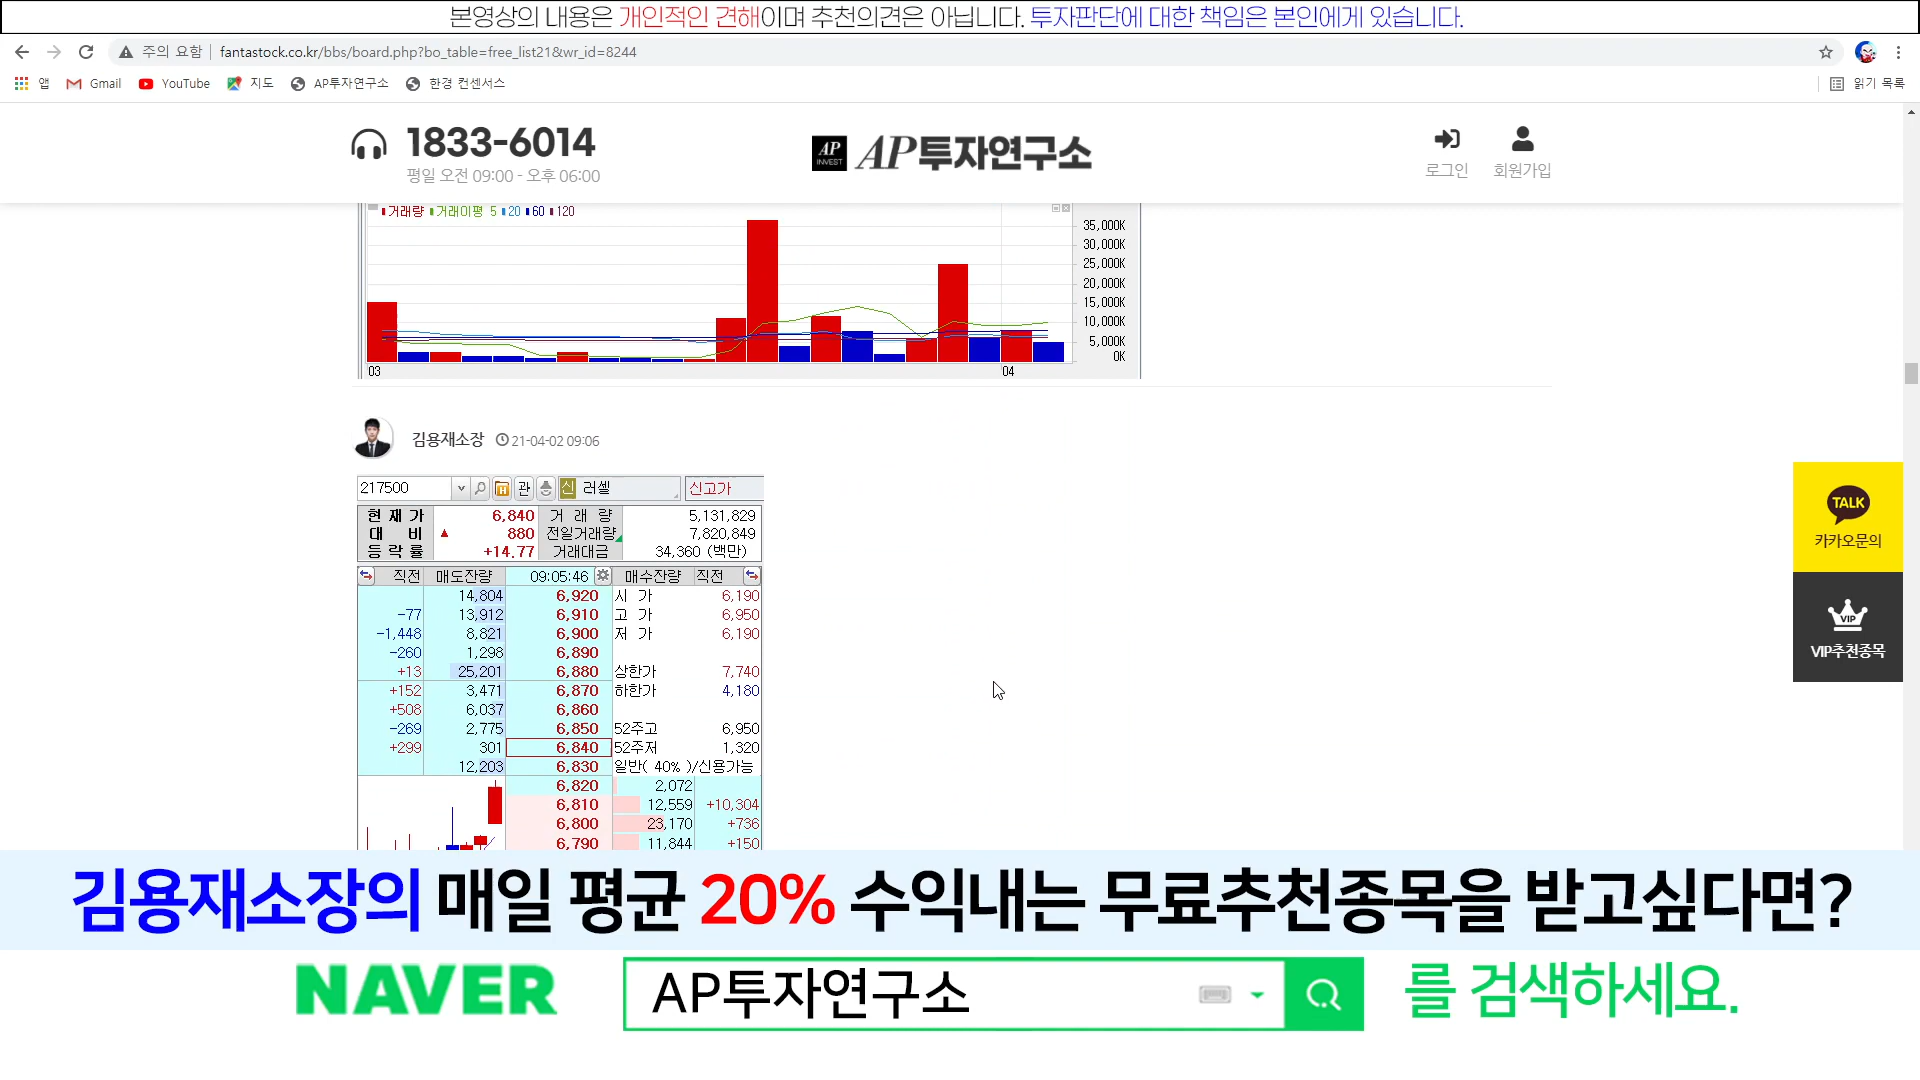 본영상의 내용은 개인적인 견해이며 추천의견은 아닙니다. 투자판단에 대한 책임은 본인에게 있습니다.
주의 요함 | fantastock.co.kr/bbs/board.php?bo_table=free_list21&wr_id=8244
앱 Gmail YouTube 지도 AP투자연구소 한경 컨센서스 읽기 목록
1833-6014
평일 오전 09:00 - 오후 06:00
AP INVEST AP투자연구소
로그인 회원가입
거래량 거래이평 5 20 60 120
35,000K
30,000K
25,000K
20,000K
15,000K
10,000K
5,000K
0K
03 04
김용재소장 21-04-02 09:06
217500 관 신 러셀 신고가
현재가 6,840 거래량 5,131,829
대비 ▲ 880 전일거래량 7,820,849
등락률 +14.77 거래대금 34,360 (백만)
직전 매도잔량 09:05:46 매수잔량 직전
14,804 6,920 시가 6,190
-77 13,912 6,910 고가 6,950
-1,448 8,821 6,900 저가 6,190
-260 1,298 6,890
+13 25,201 6,880 상한가 7,740
+152 3,471 6,870 하한가 4,180
+508 6,037 6,860
-269 2,775 6,850 52주고 6,950
+299 301 6,840 52주저 1,320
12,203 6,830 일반( 40% )/신용가능
6,820 2,072
6,810 12,559 +10,304
6,800 23,170 +736
6,790 11,844 +150
TALK
카카오문의
VIP
VIP추천종목
김용재소장의 매일 평균 20% 수익내는 무료추천종목을 받고싶다면?
NAVER AP투자연구소 를 검색하세요.